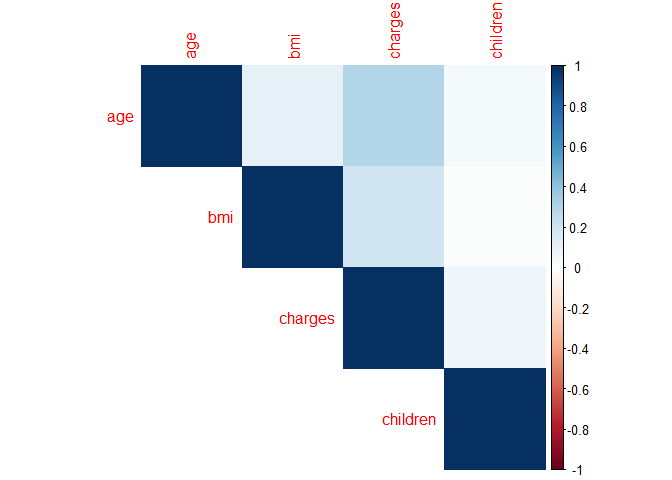 age
bmi
charges
children
age
bmi
charges
children
1
0.8
0.6
0.4
0.2
0
-0.2
-0.4
-0.6
-0.8
-1